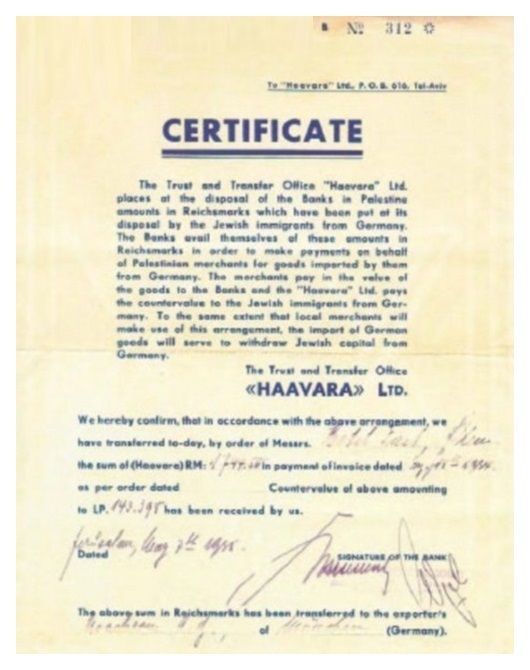 B No 312
To "Haavara" Ltd., P.O.B. 616, Tel-Aviv
CERTIFICATE
The Trust and Transfer Office "Haavara" Ltd.
places at the disposal of the Banks in Palestine
amounts in Reichsmarks which have been put at its
disposal by the Jewish immigrants from Germany.
The Banks avail themselves of these amounts in
Reichsmarks in order to make payments on behalf
of Palestinian merchants for goods imported by them
from Germany. The merchants pay in the value of
the goods to the Banks and the "Haavara" Ltd. pays
the countervalue to the Jewish immigrants from Ger-
many. To the same extent that local merchants will
make use of this arrangement, the import of German
goods will serve to withdraw Jewish capital from
Germany.
The Trust and Transfer Office
«HAAVARA» LTD.
We hereby confirm, that in accordance with the above arrangement, we
have transferred to-day, by order of Messrs.
the sum of (Haavara) RM: in payment of invoice dated
as per order dated Countervalue of above amounting
to LP. 143.395 has been received by us.
Dated
SIGNATURE OF THE BANK
The above sum in Reichsmarks has been transferred to the exporter's
of München (Germany).